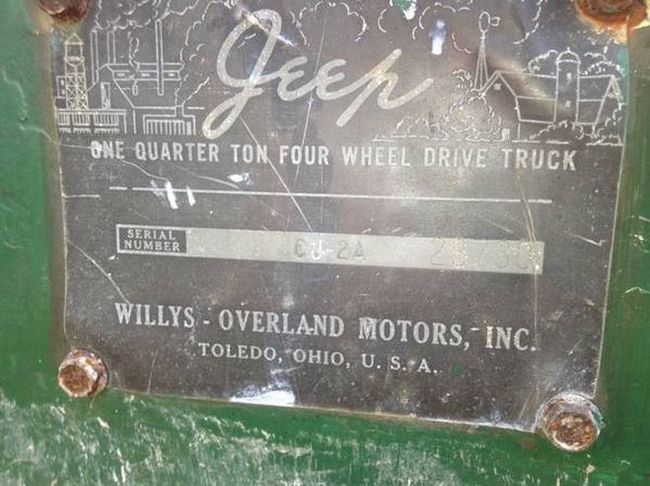 Jeep
ONE QUARTER TON FOUR WHEEL DRIVE TRUCK
SERIAL NUMBER
CJ-2A
WILLYS - OVERLAND MOTORS, INC.
TOLEDO, OHIO, U. S. A.